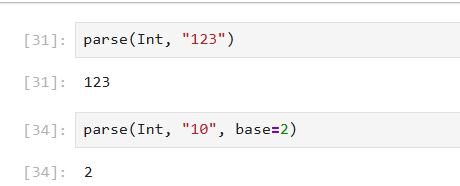 [31]: parse(Int, "123")
[31]: 123
[34]: parse(Int, "10", base=2)
[34]: 2